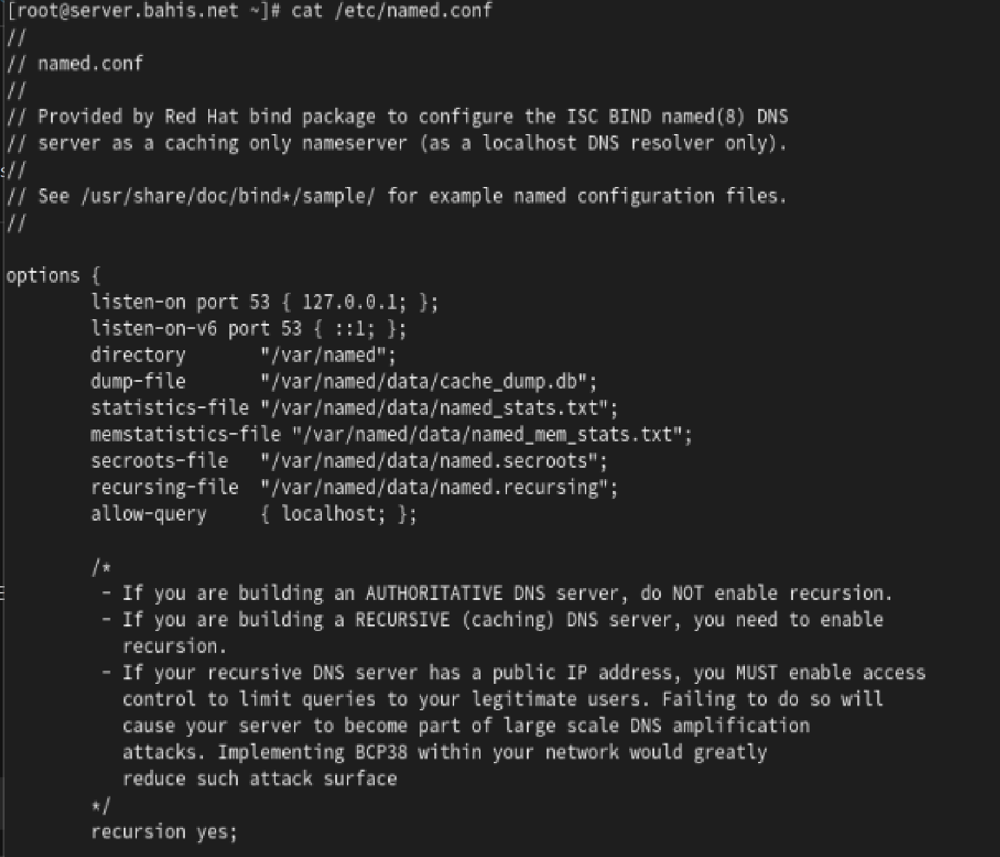 [root@server.bahis.net ~]# cat /etc/named.conf
//
// named.conf
//
// Provided by Red Hat bind package to configure the ISC BIND named(8) DNS
// server as a caching only nameserver (as a localhost DNS resolver only).
//
// See /usr/share/doc/bind*/sample/ for example named configuration files.
//

options {
        listen-on port 53 { 127.0.0.1; };
        listen-on-v6 port 53 { ::1; };
        directory       "/var/named";
        dump-file       "/var/named/data/cache_dump.db";
        statistics-file "/var/named/data/named_stats.txt";
        memstatistics-file "/var/named/data/named_mem_stats.txt";
        secroots-file   "/var/named/data/named.secroots";
        recursing-file  "/var/named/data/named.recursing";
        allow-query     { localhost; };

        /*
         - If you are building an AUTHORITATIVE DNS server, do NOT enable recursion.
         - If you are building a RECURSIVE (caching) DNS server, you need to enable
           recursion.
         - If your recursive DNS server has a public IP address, you MUST enable access
           control to limit queries to your legitimate users. Failing to do so will
           cause your server to become part of large scale DNS amplification
           attacks. Implementing BCP38 within your network would greatly
           reduce such attack surface
        */
        recursion yes;